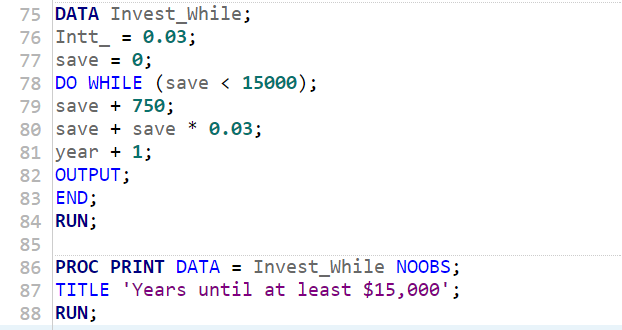 75 DATA Invest_While;
76 Intt_ = 0.03;
77 save = 0;
78 DO WHILE (save < 15000);
79 save + 750;
80 save + save * 0.03;
81 year + 1;
82 OUTPUT;
83 END;
84 RUN;
85
86 PROC PRINT DATA = Invest_While NOOBS;
87 TITLE 'Years until at least $15,000';
88 RUN;